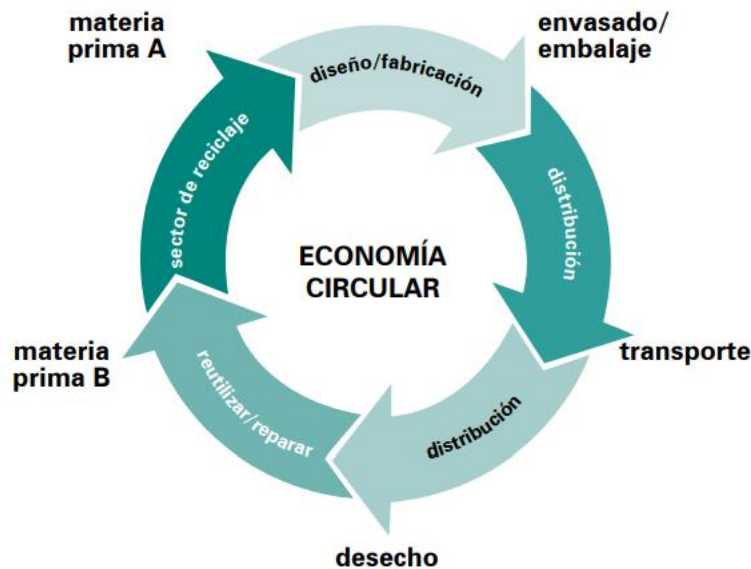 materia
prima A
diseño/fabricación
envasado/
embalaje
distribución
transporte
distribución
desecho
reutilizar/reparar
materia
prima B
sector de reciclaje
ECONOMÍA
CIRCULAR